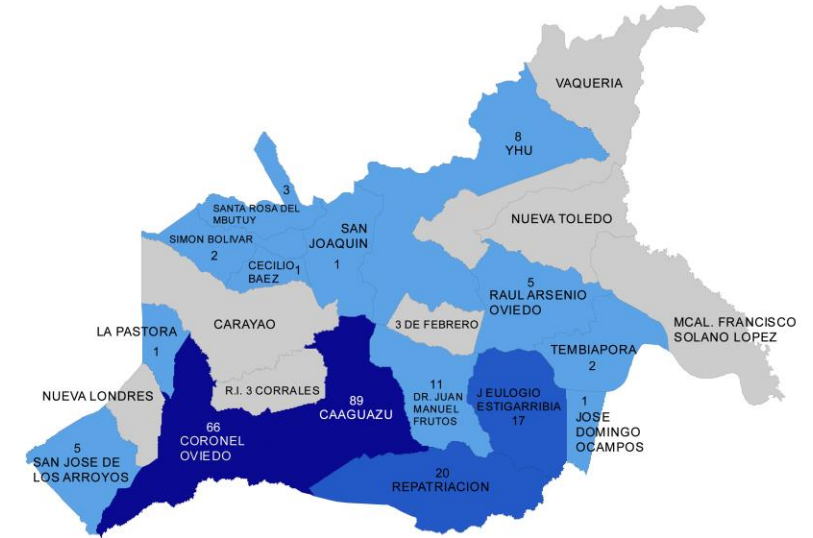 VAQUERIA
8
YHU
3
SANTA ROSA DEL
MBUTUY
SAN
JOAQUIN
1
NUEVA TOLEDO
SIMON BOLIVAR
2
CECILIO 1
BAEZ
5
RAUL ARSENIO
OVIEDO
CARAYAO
3 DE FEBRERO
MCAL. FRANCISCO
SOLANO LOPEZ
LA PASTORA
1
TEMBIAPORA
2
NUEVA LONDRES
R.I. 3 CORRALES
89
CAAGUAZU
11
DR. JUAN
MANUEL
FRUTOS
J EULOGIO
ESTIGARRIBIA
17
1
JOSE
DOMINGO
OCAMPOS
66
CORONEL
OVIEDO
5
SAN JOSE DE
LOS ARROYOS
20
REPATRIACION